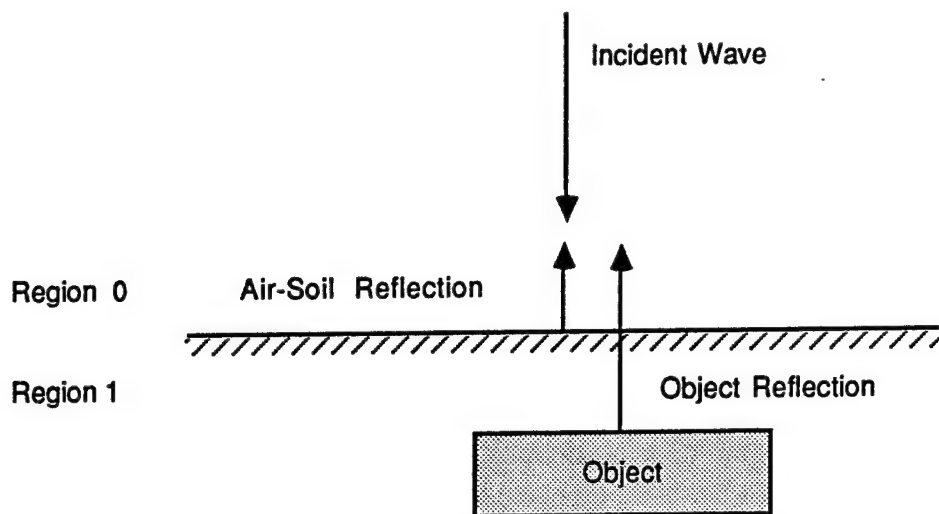 Incident Wave
Region 0
Air-Soil Reflection
Region 1
Object Reflection
Object